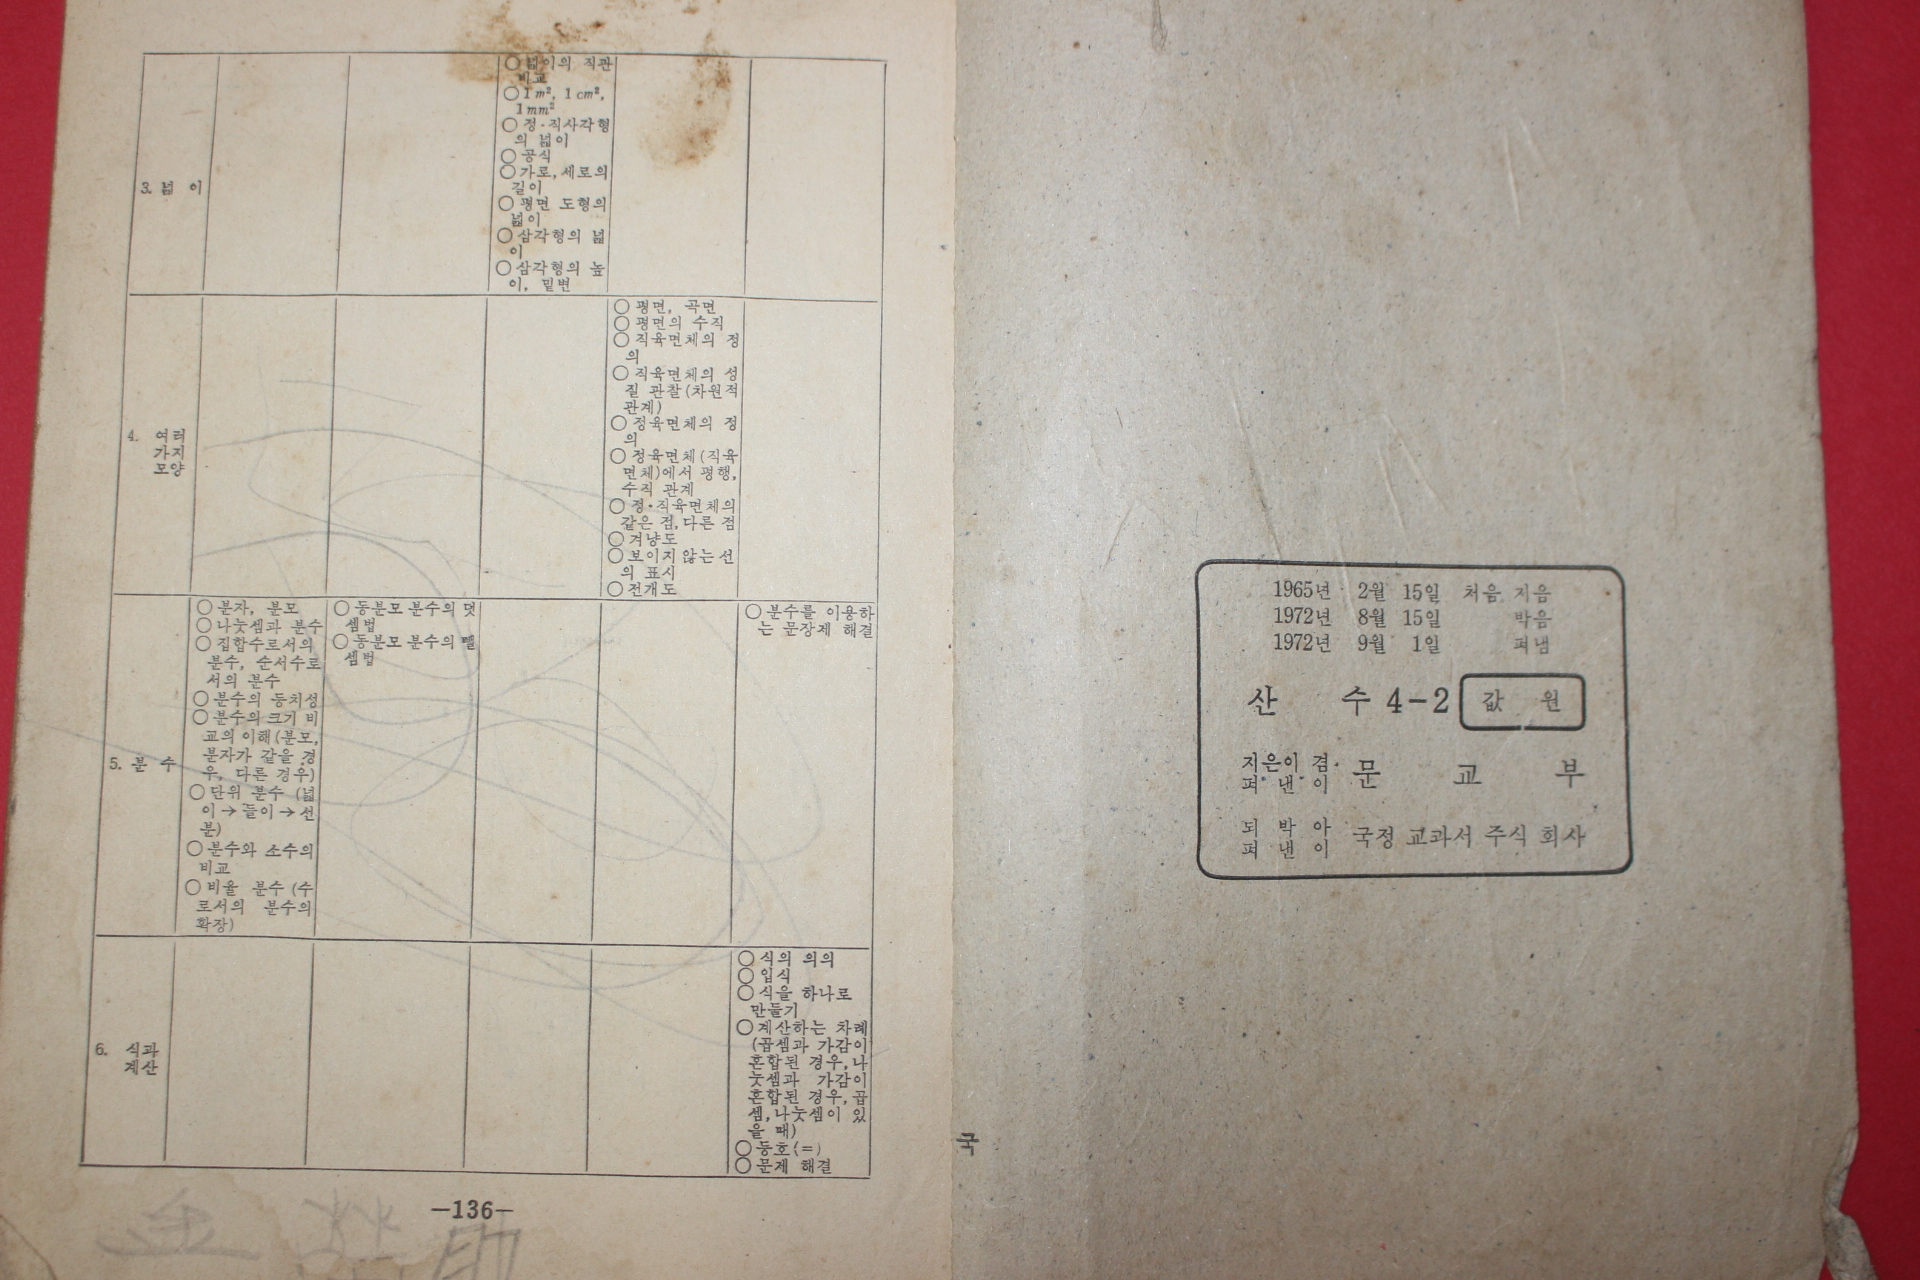 3. 넓 이
○ 넓이의 직관
비교
○ 1 m², 1 cm²,
1 mm²
○ 정·직사각형
의 넓이
○ 공식
○ 가로, 세로의
길이
○ 평면 도형의
넓이
○ 삼각형의 넓
이
○ 삼각형의 높
이, 밑변
4. 여러
가지
모양
○ 평면, 곡면
○ 평면의 수직
○ 직육면체의 정
의
○ 직육면체의 성
질 관찰(차원적
관계)
○ 정육면체의 정
의
○ 정육면체(직육
면체)에서 평행,
수직 관계
○ 정·직육면체의
같은 점, 다른 점
○ 겨냥도
○ 보이지 않는 선
의 표시
○ 전개도
5. 분 수
○ 분자, 분모
○ 나눗셈과 분수
○ 집합수로서의
분수, 순서수로
서의 분수
○ 분수의 동치성
○ 분수의 크기 비
교의 이해(분모,
분자가 같을 경
우, 다른 경우)
○ 단위 분수 (넓
이→들이→선
분)
○ 분수와 소수의
비교
○ 비율 분수 (수
로서의 분수의
확장)
○ 동분모 분수의 덧
셈법
○ 동분모 분수의 뺄
셈법
○ 분수를 이용하
는 문장제 해결
6. 식과
계산
○ 식의 의의
○ 입식
○ 식을 하나로
만들기
○ 계산하는 차례
(곱셈과 가감이
혼합된 경우, 나
눗셈과 가감이
혼합된 경우, 곱
셈, 나눗셈이 있
을 때)
○ 등호(=)
○ 문제 해결
—136—
국
1965년 2월 15일 처음 지음
1972년 8월 15일 박음
1972년 9월 1일 펴냄
산 수 4-2 값 원
지은이 겸·
펴 낸 이 문 교 부
되 박 아
펴 낸 이 국정 교과서 주식 회사